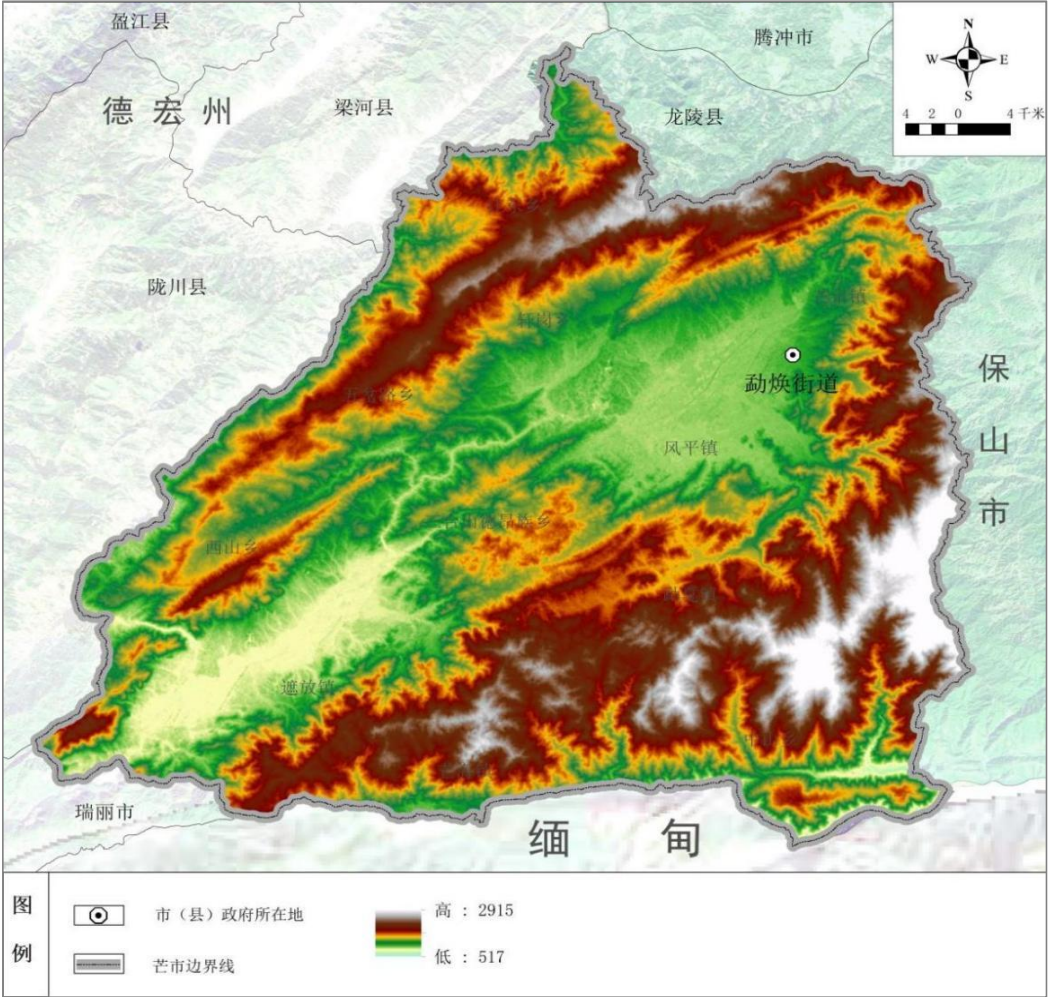 盈江县
腾冲市
N
W
E
S
4 2 0 4 千米
德宏州
梁河县
龙陵县
陇川县
保山市
勐焕街道
风平镇
西山乡
遮放镇
瑞丽市
缅甸
图例
市（县）政府所在地
芒市边界线
高：2915
低：517